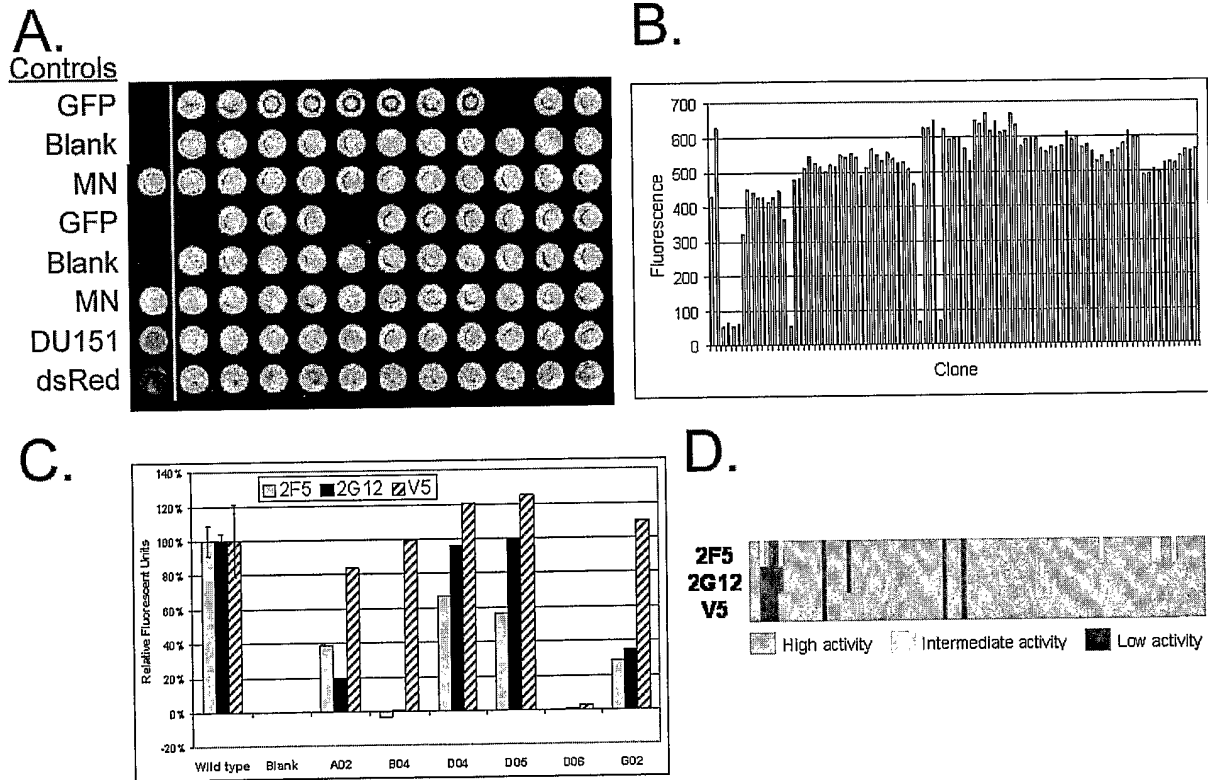 A.
Controls
GFP
Blank
MN
GFP
Blank
MN
DU151
dsRed
B.
700
600
500
400
300
200
100
0
Fluorescence
Clone
C.
140%
120%
100%
80%
60%
40%
20%
0%
-20%
Relative Fluorescent Units
2F5 2G12 V5
Wild type Blank A02 B04 D04 D05 D06 G02
D.
2F5
2G12
V5
High activity Intermediate activity Low activity